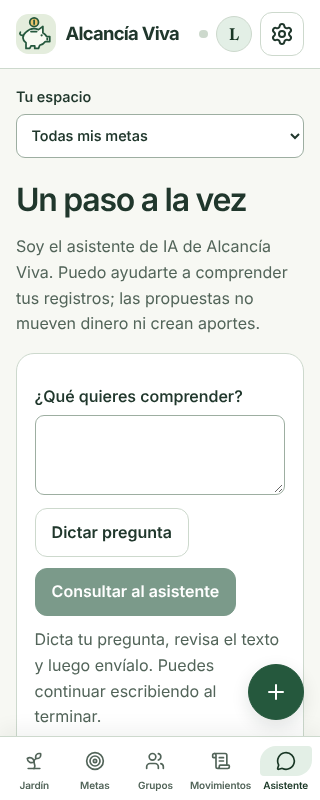 Alcancía Viva
L
Tu espacio
Todas mis metas
Un paso a la vez
Soy el asistente de IA de Alcancía
Viva. Puedo ayudarte a comprender
tus registros; las propuestas no
mueven dinero ni crean aportes.
¿Qué quieres comprender?
Dictar pregunta
Consultar al asistente
Dicta tu pregunta, revisa el texto
y luego envíalo. Puedes
continuar escribiendo al
terminar.
Jardín
Metas
Grupos
Movimientos
Asistente